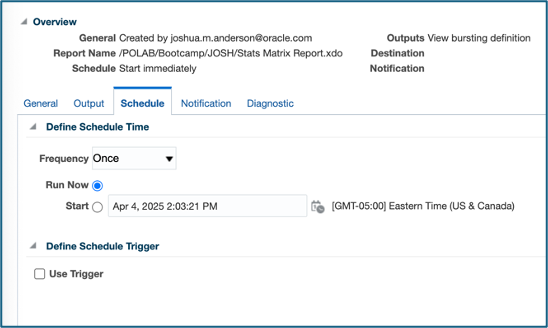 Overview
General Created by joshua.m.anderson@oracle.com Outputs View bursting definition
Report Name /POLAB/Bootcamp/JOSH/Stats Matrix Report.xdo Destination
Schedule Start immediately Notification
General Output Schedule Notification Diagnostic
Define Schedule Time
Frequency Once
Run Now
Start Apr 4, 2025 2:03:21 PM [GMT-05:00] Eastern Time (US & Canada)
Define Schedule Trigger
Use Trigger